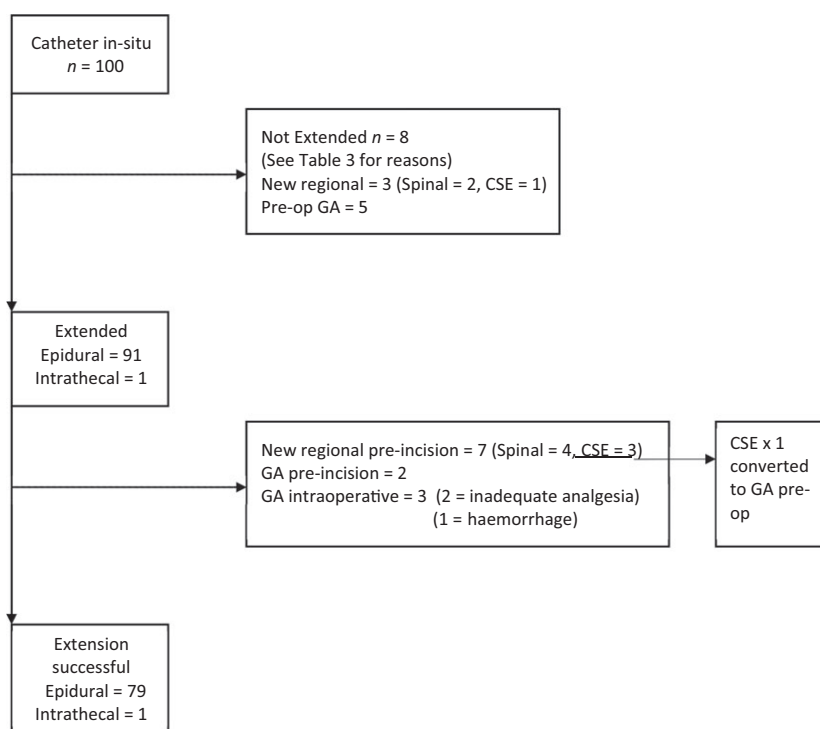 Catheter in-situ
n = 100
Not Extended n = 8
(See Table 3 for reasons)
New regional = 3 (Spinal = 2, CSE = 1)
Pre-op GA = 5
Extended
Epidural = 91
Intrathecal = 1
New regional pre-incision = 7 (Spinal = 4, CSE = 3)
GA pre-incision = 2
GA intraoperative = 3 (2 = inadequate analgesia)
(1 = haemorrhage)
CSE x 1
converted
to GA pre-
op
Extension
successful
Epidural = 79
Intrathecal = 1